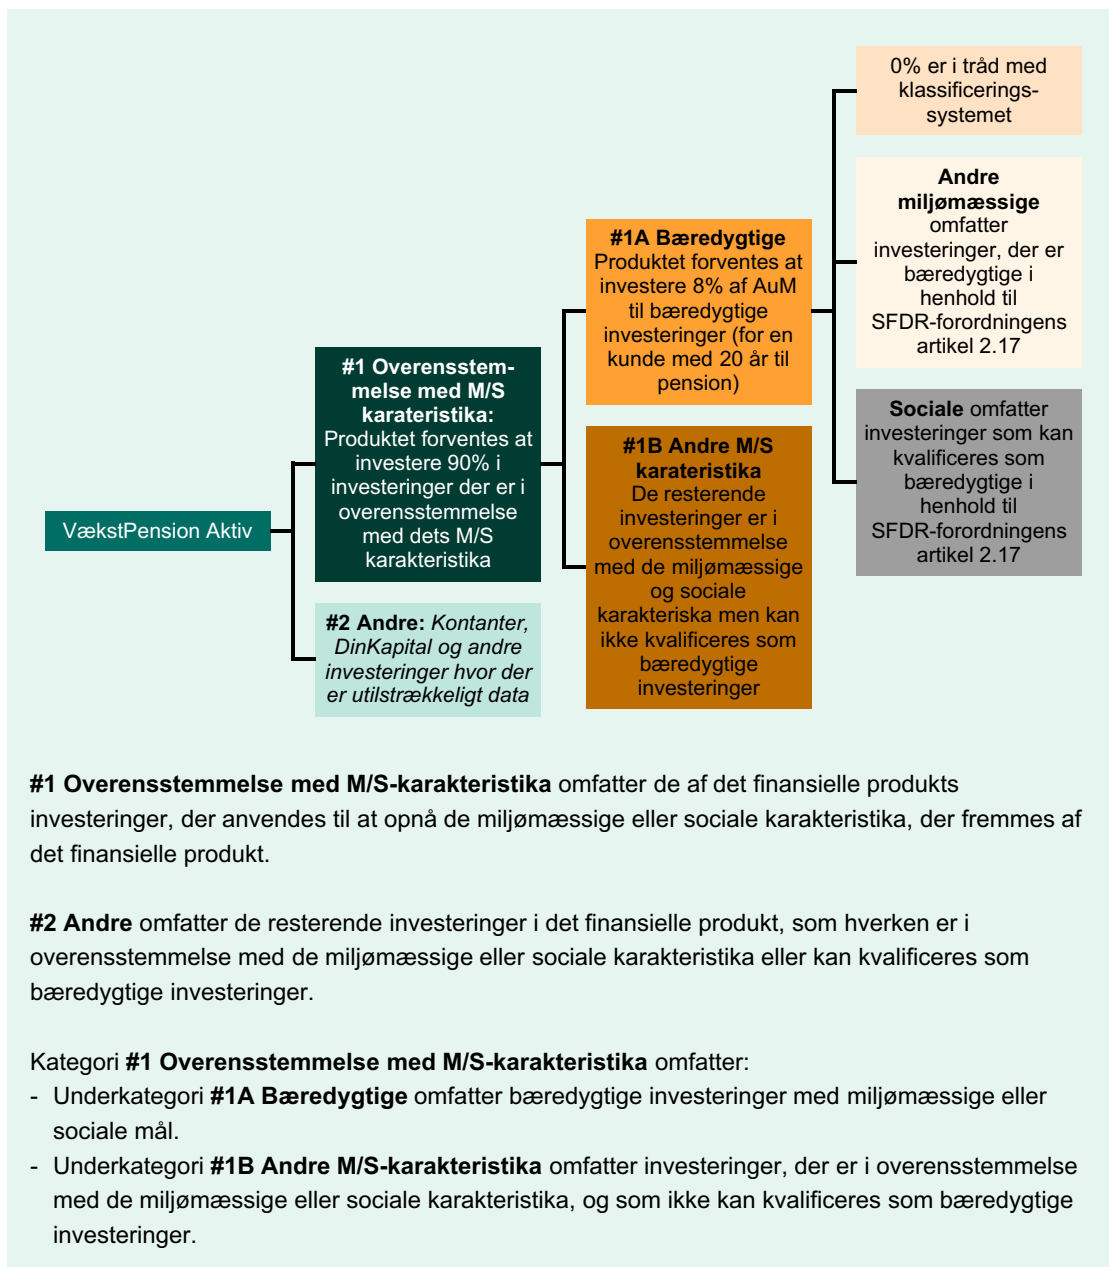 VækstPension Aktiv
#1 Overensstem-
melse med M/S
karateristika:
Produktet forventes at
investere 90% i
investeringer der er i
overensstemmelse
med dets M/S
karakteristika
#2 Andre: Kontanter,
DinKapital og andre
investeringer hvor der
er utilstrækkeligt data
#1A Bæredygtige
Produktet forventes at
investere 8% af AuM
til bæredygtige
investeringer (for en
kunde med 20 år til
pension)
#1B Andre M/S
karateristika
De resterende
investeringer er i
overensstemmelse
med de miljømæssige
og sociale
karakteriska men kan
ikke kvalificeres som
bæredygtige
investeringer
0% er i tråd med
klassificerings-
systemet
Andre
miljømæssige
omfatter
investeringer, der er
bæredygtige i
henhold til
SFDR-forordningens
artikel 2.17
Sociale omfatter
investeringer som kan
kvalificeres som
bæredygtige i
henhold til
SFDR-forordningens
artikel 2.17
#1 Overensstemmelse med M/S-karakteristika omfatter de af det finansielle produkts
investeringer, der anvendes til at opnå de miljømæssige eller sociale karakteristika, der fremmes af
det finansielle produkt.
#2 Andre omfatter de resterende investeringer i det finansielle produkt, som hverken er i
overensstemmelse med de miljømæssige eller sociale karakteristika eller kan kvalificeres som
bæredygtige investeringer.
Kategori #1 Overensstemmelse med M/S-karakteristika omfatter:
- Underkategori #1A Bæredygtige omfatter bæredygtige investeringer med miljømæssige eller
sociale mål.
- Underkategori #1B Andre M/S-karakteristika omfatter investeringer, der er i overensstemmelse
med de miljømæssige eller sociale karakteristika, og som ikke kan kvalificeres som bæredygtige
investeringer.